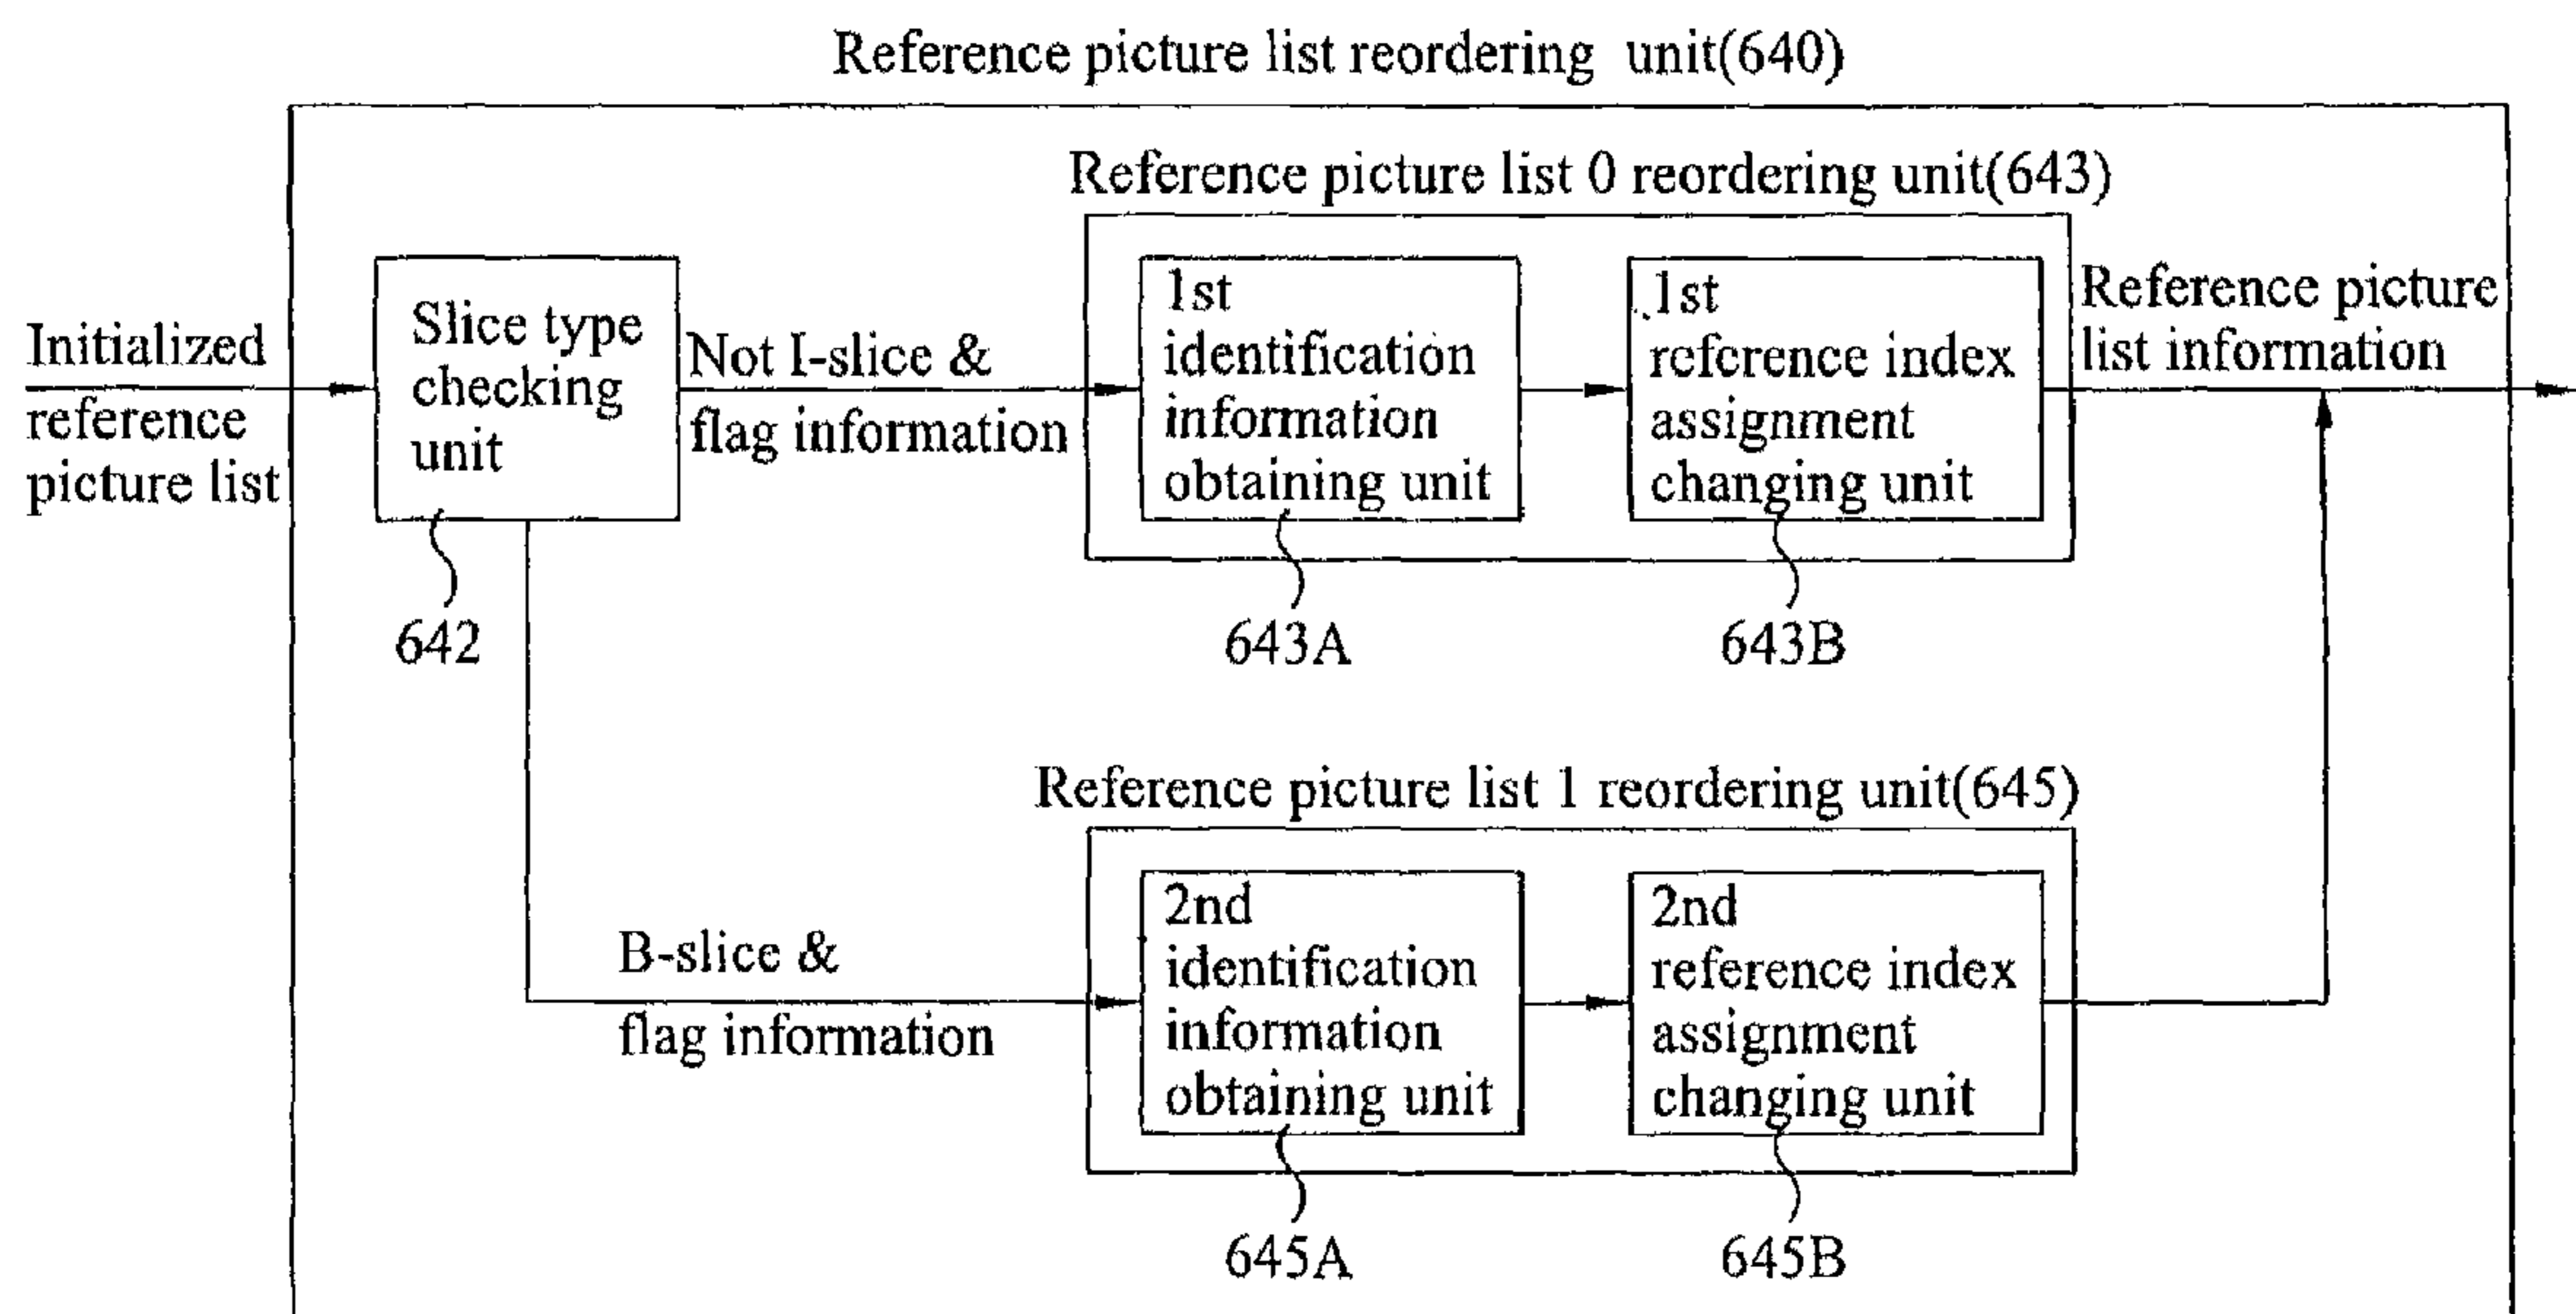 Reference picture list reordering unit(640)
Reference picture list 0 reordering unit(643)
Initialized
reference
picture list
Slice type
checking
unit
642
Not I-slice &
flag information
1st
identification
information
obtaining unit
643A
1st
reference index
assignment
changing unit
643B
Reference picture
list information
Reference picture list 1 reordering unit(645)
B-slice &
flag information
2nd
identification
information
obtaining unit
645A
2nd
reference index
assignment
changing unit
645B